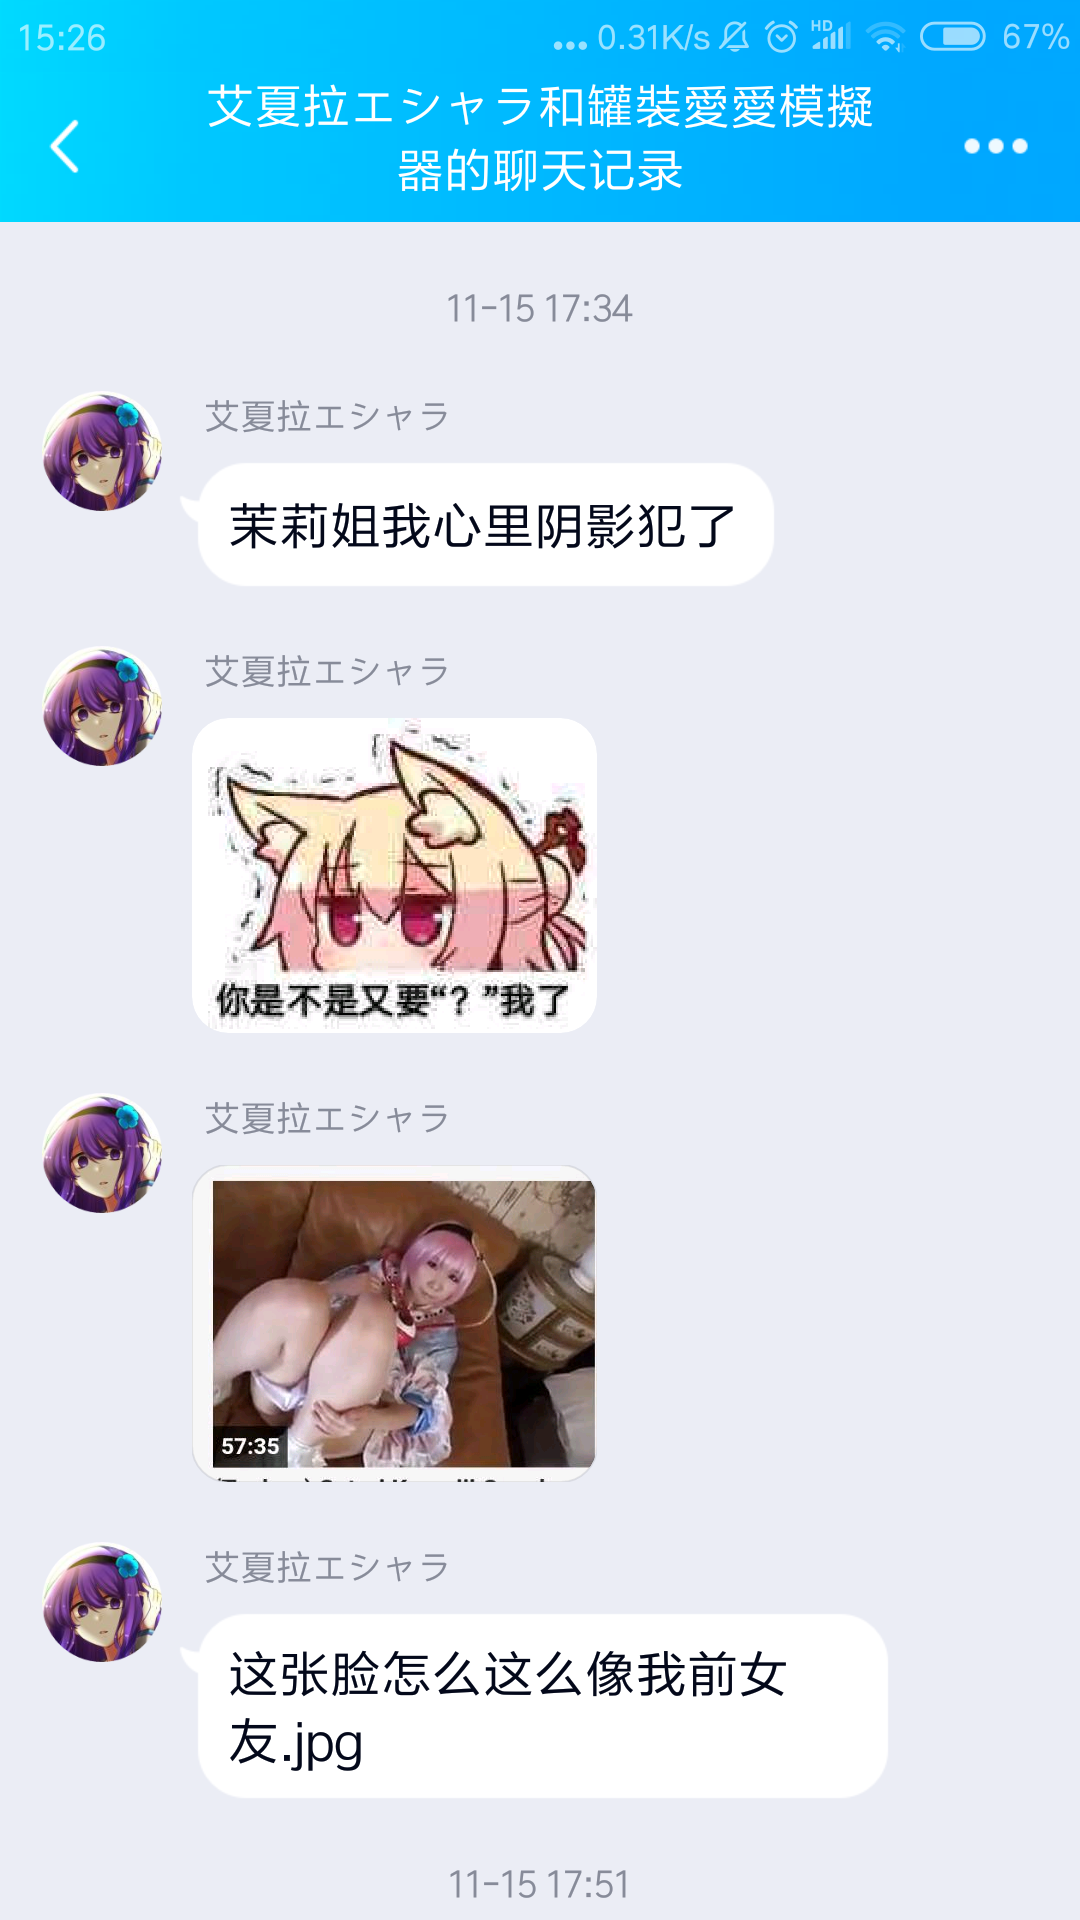 15:26
0.31K/s
HD
67%
艾夏拉エシャラ和罐裝愛愛模擬
器的聊天记录
11-15 17:34
艾夏拉エシャラ
茉莉姐我心里阴影犯了
艾夏拉エシャラ
你是不是又要“？”我了
艾夏拉エシャラ
57:35
艾夏拉エシャラ
这张脸怎么这么像我前女
友.jpg
11-15 17:51